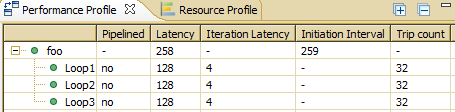 Performance Profile Resource Profile
Pipelined Latency Iteration Latency Initiation Interval Trip count
foo - 258 - 259 -
Loop1 no 128 4 - 32
Loop2 no 128 4 - 32
Loop3 no 128 4 - 32